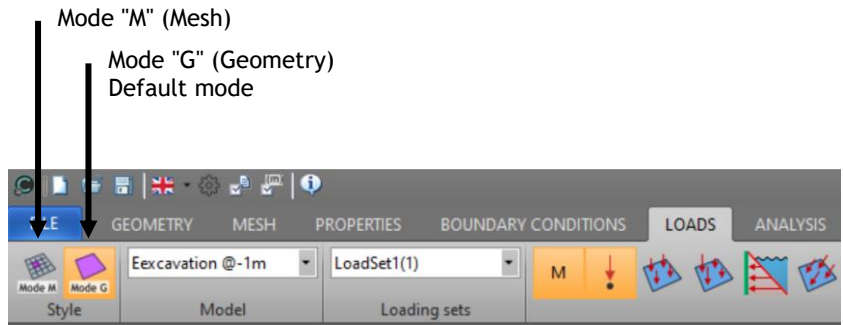 Mode "M" (Mesh)
Mode "G" (Geometry)
Default mode
GEOMETRY MESH PROPERTIES BOUNDARY CONDITIONS LOADS ANALYSIS
Mode M Mode G Eexcavation @-1m LoadSet1(1) M
Style Model Loading sets